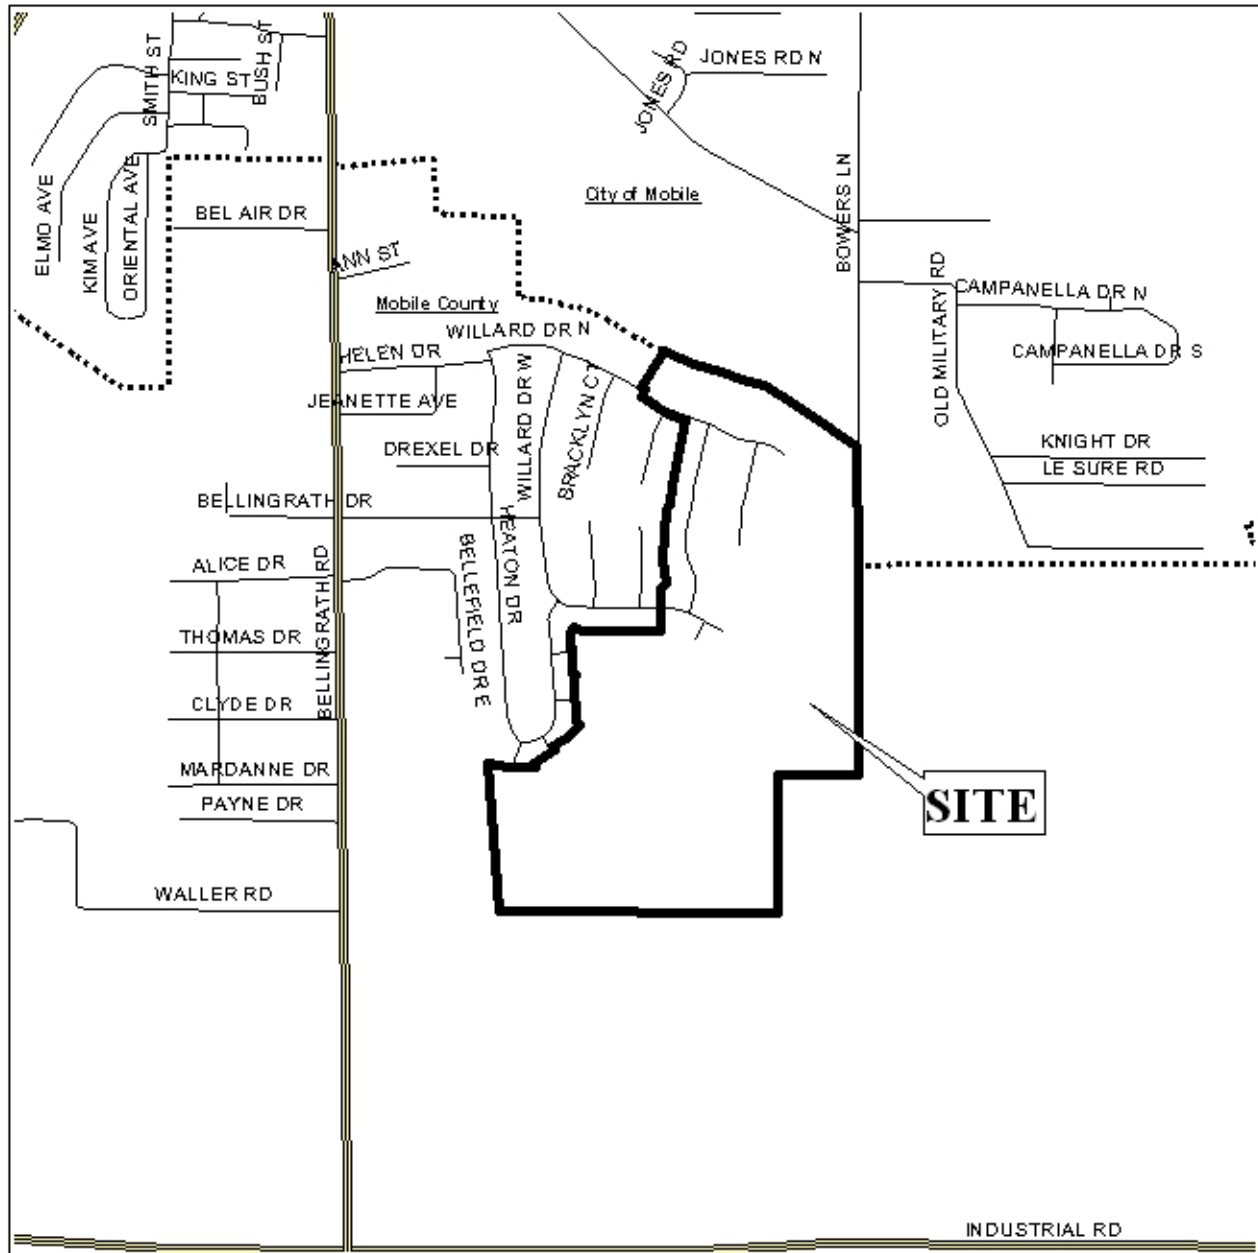 JONES RD N
JONES RD
SMITH ST
KING ST
BUSH ST
ELMO AVE
KIM AVE
ORIENTAL AVE
City of Mobile
BOWERS LN
BEL AIR DR
ANN ST
Mobile County
WILLARD DR N
OLD MILITARY RD
CAMPANELLA DR N
CAMPANELLA DR S
HELEN DR
JEANETTE AVE
WILLARD DR W
BRACKLYN CT
DREXEL DR
KNIGHT DR
LE SURE RD
BELLINGRATH DR
HEATON DR
BELLEFIELD DR E
ALICE DR
BELLINGRATH RD
THOMAS DR
CLYDE DR
MARDANNE DR
PAYNE DR
SITE
WALLER RD
INDUSTRIAL RD